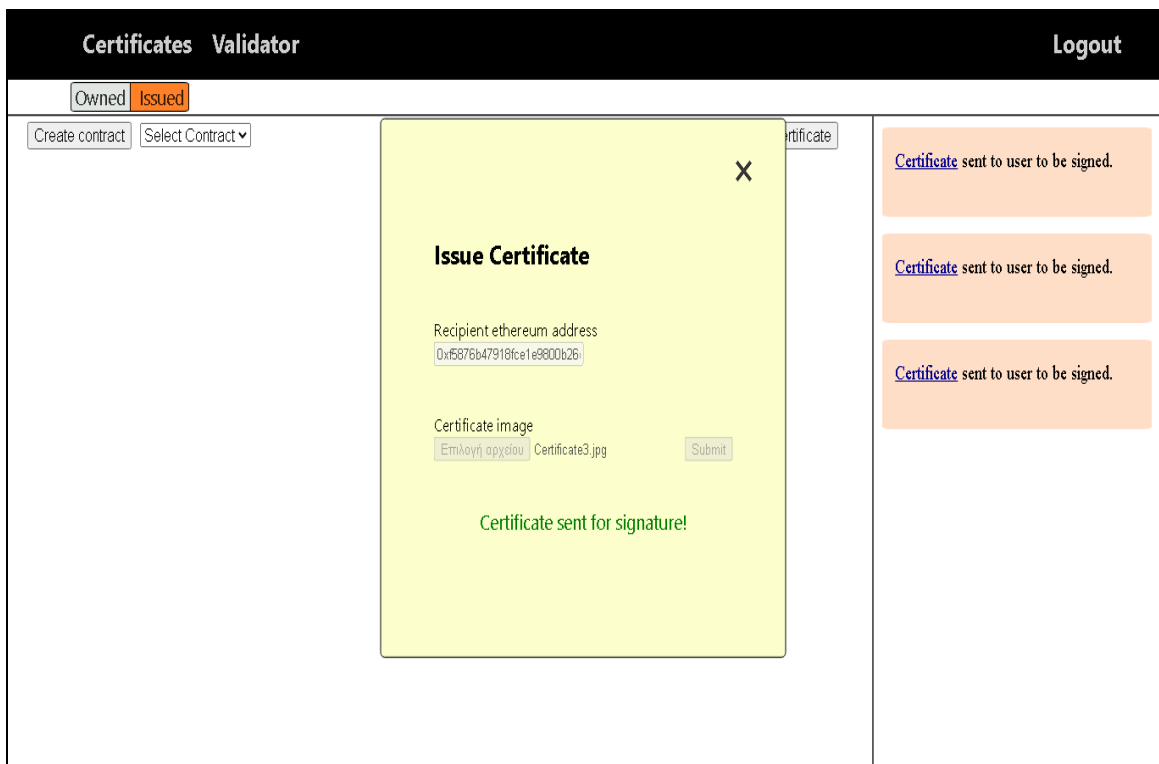 Certificates Validator Logout
Owned Issued
Create contract Select Contract
×
Issue Certificate
Recipient ethereum address
0xf5876b47918fce1e9800b26
Certificate image
Επιλογή αρχείου Certificate3.jpg Submit
Certificate sent for signature!
Certificate sent to user to be signed.
Certificate sent to user to be signed.
Certificate sent to user to be signed.